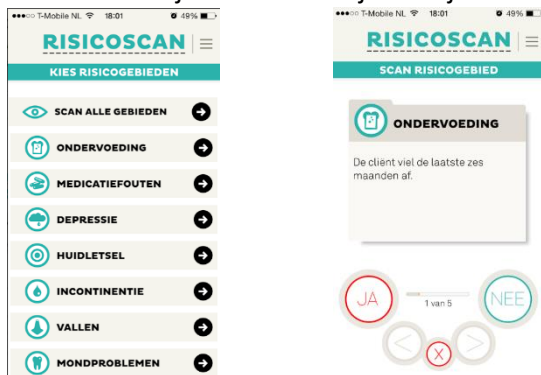 T-Mobile NL 18:01 49%
RISICOSCAN
KIES RISICOGEBIEDEN
SCAN ALLE GEBIEDEN
ONDERVOEDING
MEDICATIEFOUTEN
DEPRESSIE
HUIDLETSEL
INCONTINENTIE
VALLEN
MONDPROBLEMEN
T-Mobile NL 18:01 49%
RISICOSCAN
SCAN RISICOGEBIED
ONDERVOEDING
De cliënt viel de laatste zes
maanden af.
JA
1 van 5
NEE
< >
X